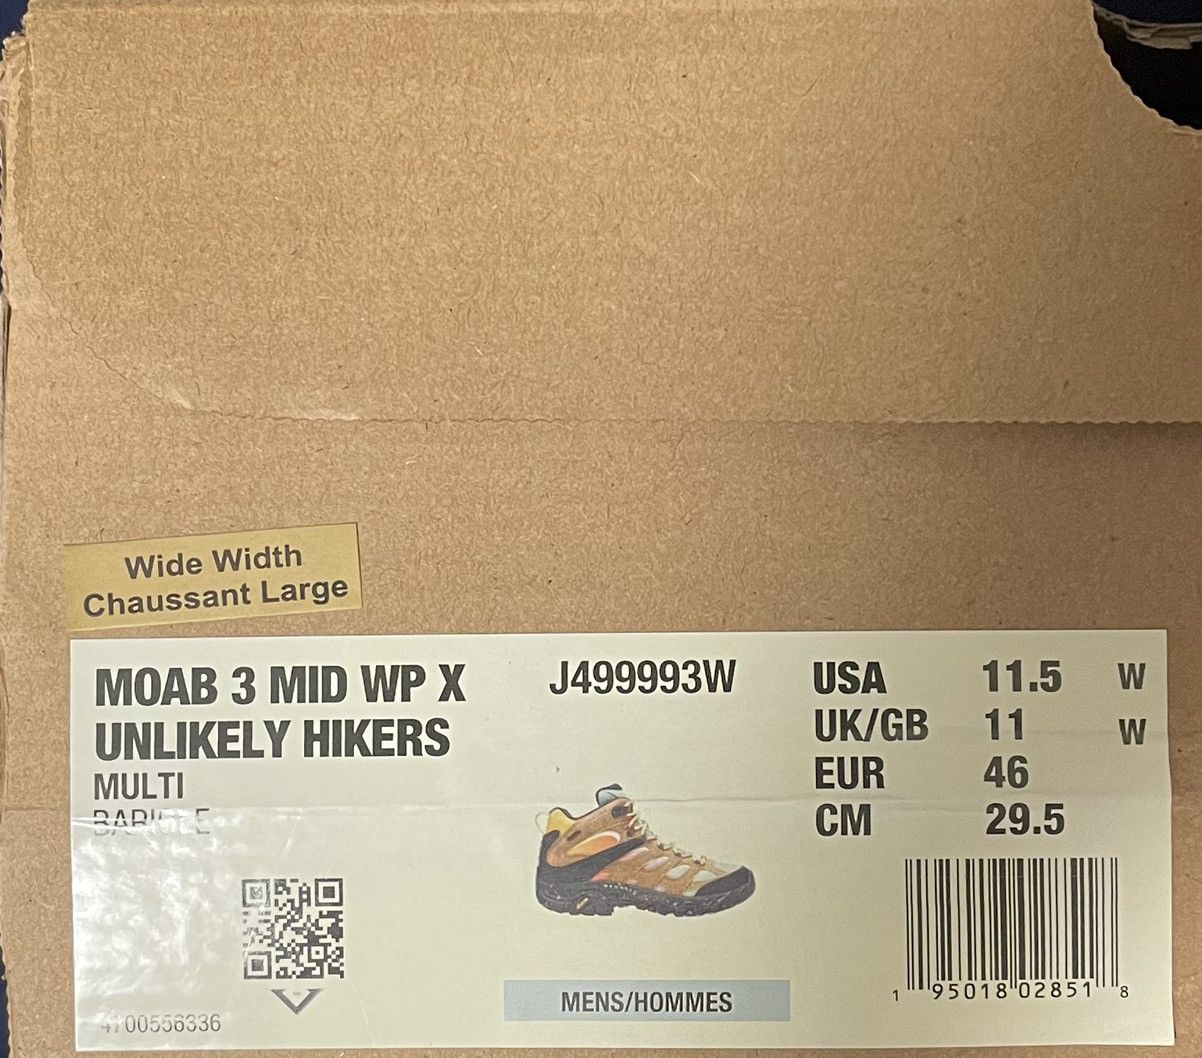 Wide Width
Chaussant Large
MOAB 3 MID WP X
UNLIKELY HIKERS
MULTI
J499993W
USA 11.5 W
UK/GB 11 W
EUR 46
CM 29.5
MENS/HOMMES
1 95018 02851 8
4700556336